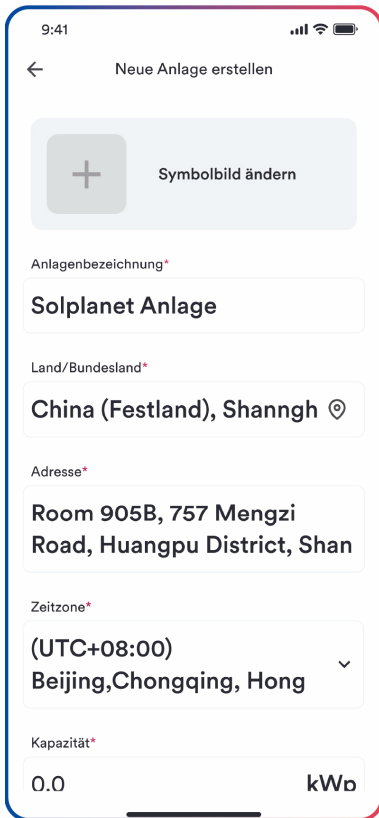 9:41
Neue Anlage erstellen
Symbolbild ändern
Anlagenbezeichnung*
Solplanet Anlage
Land/Bundesland*
China (Festland), Shanngh
Adresse*
Room 905B, 757 Mengzi
Road, Huangpu District, Shan
Zeitzone*
(UTC+08:00)
Beijing,Chongqing, Hong
Kapazität*
0.0 kWp